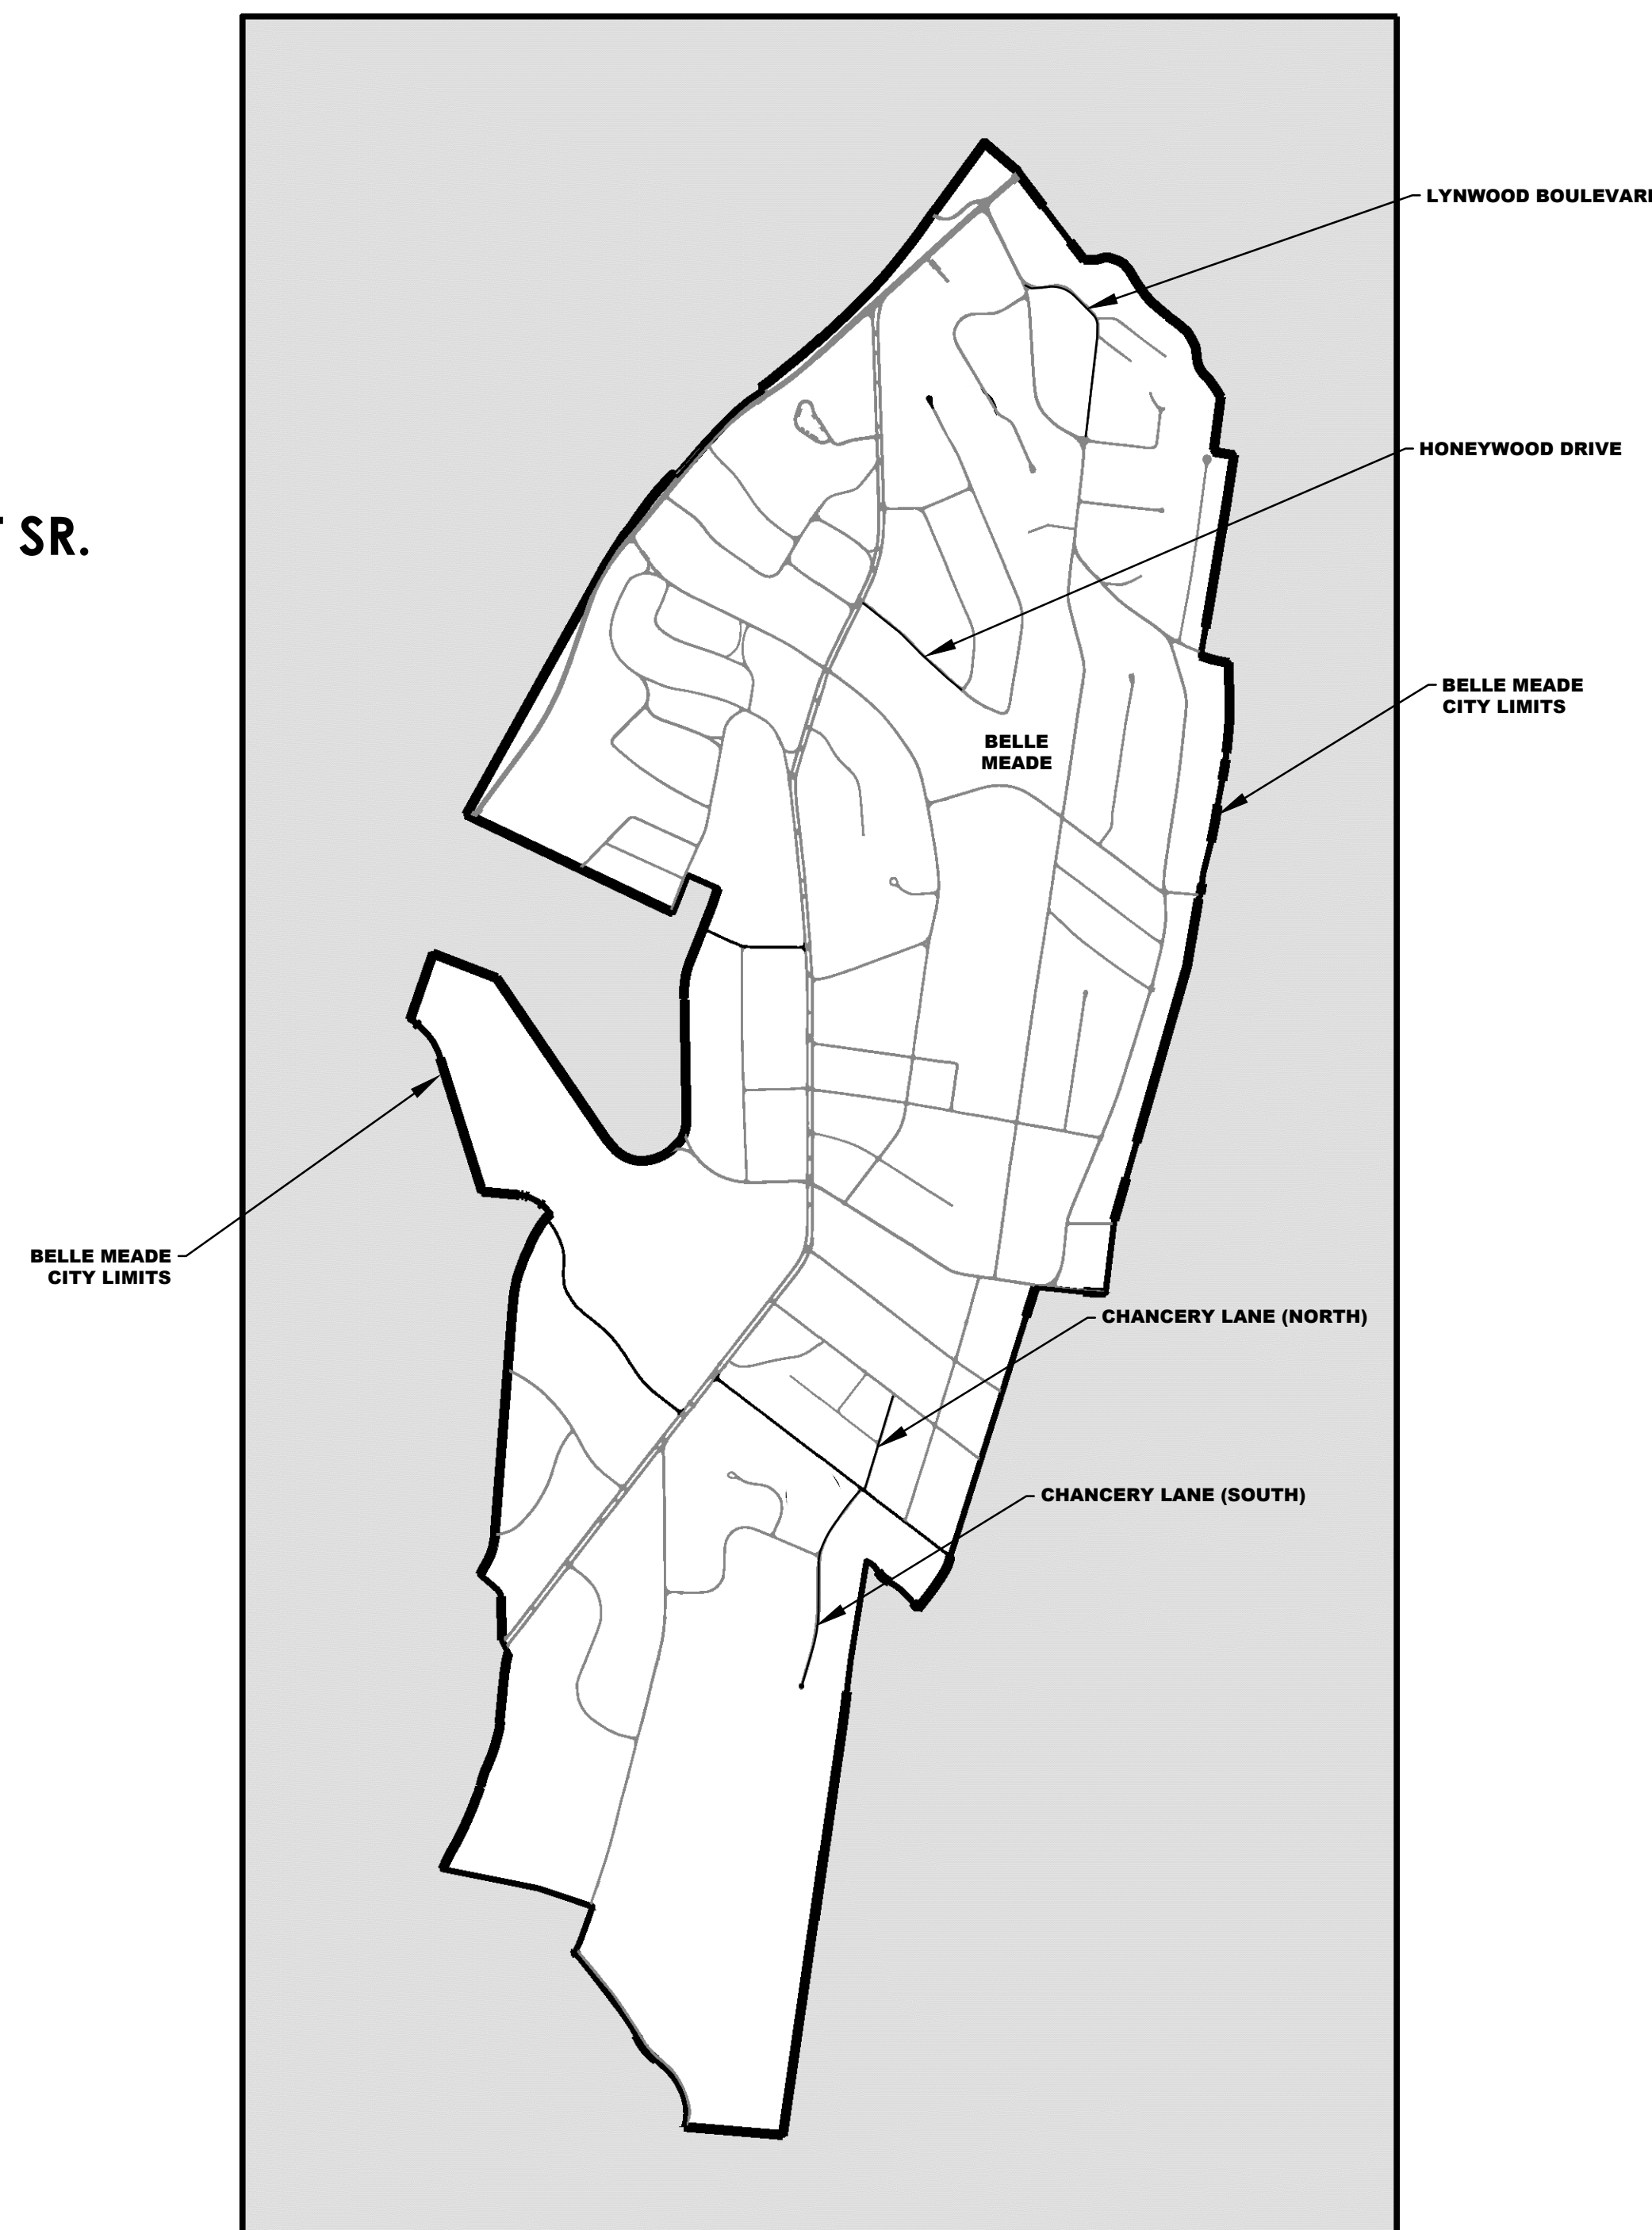 LYNWOOD BOULEVARD
HONEYWOOD DRIVE
SR.
BELLE MEADE
CITY LIMITS
BELLE
MEADE
BELLE MEADE
CITY LIMITS
CHANCERY LANE (NORTH)
CHANCERY LANE (SOUTH)